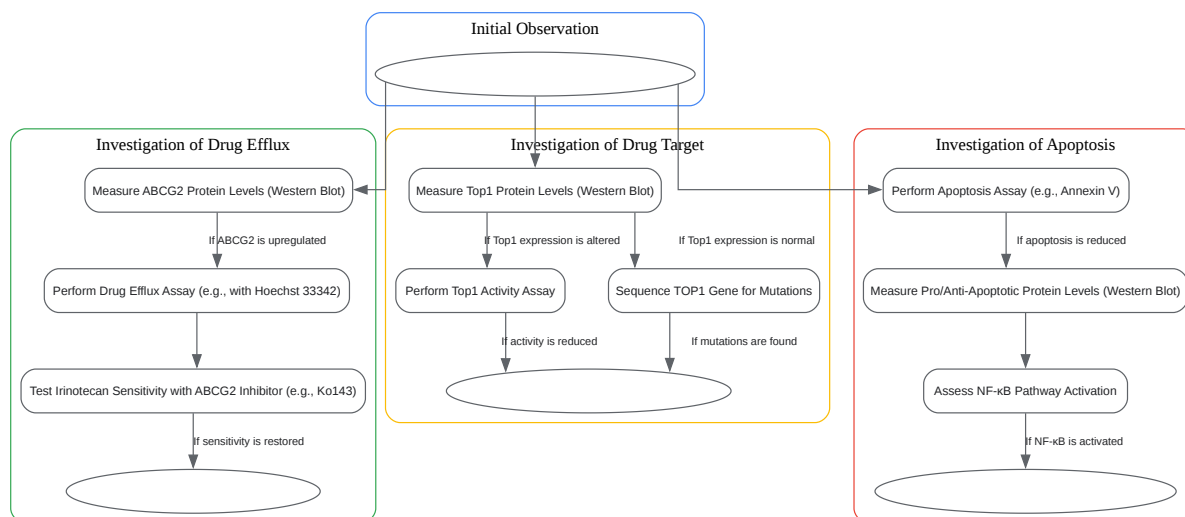 Initial Observation
Investigation of Drug Efflux
Measure ABCG2 Protein Levels (Western Blot)
If ABCG2 is upregulated
Perform Drug Efflux Assay (e.g., with Hoechst 33342)
Test Irinotecan Sensitivity with ABCG2 Inhibitor (e.g., Ko143)
If sensitivity is restored
Investigation of Drug Target
Measure Top1 Protein Levels (Western Blot)
If Top1 expression is altered
If Top1 expression is normal
Perform Top1 Activity Assay
Sequence TOP1 Gene for Mutations
If activity is reduced
If mutations are found
Investigation of Apoptosis
Perform Apoptosis Assay (e.g., Annexin V)
If apoptosis is reduced
Measure Pro/Anti-Apoptotic Protein Levels (Western Blot)
Assess NF-κB Pathway Activation
If NF-κB is activated